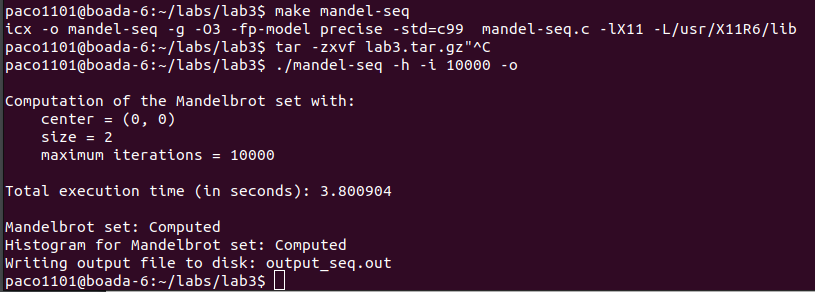 paco1101@boada-6:~/labs/lab3$ make mandel-seq
icx -o mandel-seq -g -O3 -fp-model precise -std=c99  mandel-seq.c -lX11 -L/usr/X11R6/lib
paco1101@boada-6:~/labs/lab3$ tar -zxvf lab3.tar.gz"^C
paco1101@boada-6:~/labs/lab3$ ./mandel-seq -h -i 10000 -o
Computation of the Mandelbrot set with:
    center = (0, 0)
    size = 2
    maximum iterations = 10000
Total execution time (in seconds): 3.800904
Mandelbrot set: Computed
Histogram for Mandelbrot set: Computed
Writing output file to disk: output_seq.out
paco1101@boada-6:~/labs/lab3$